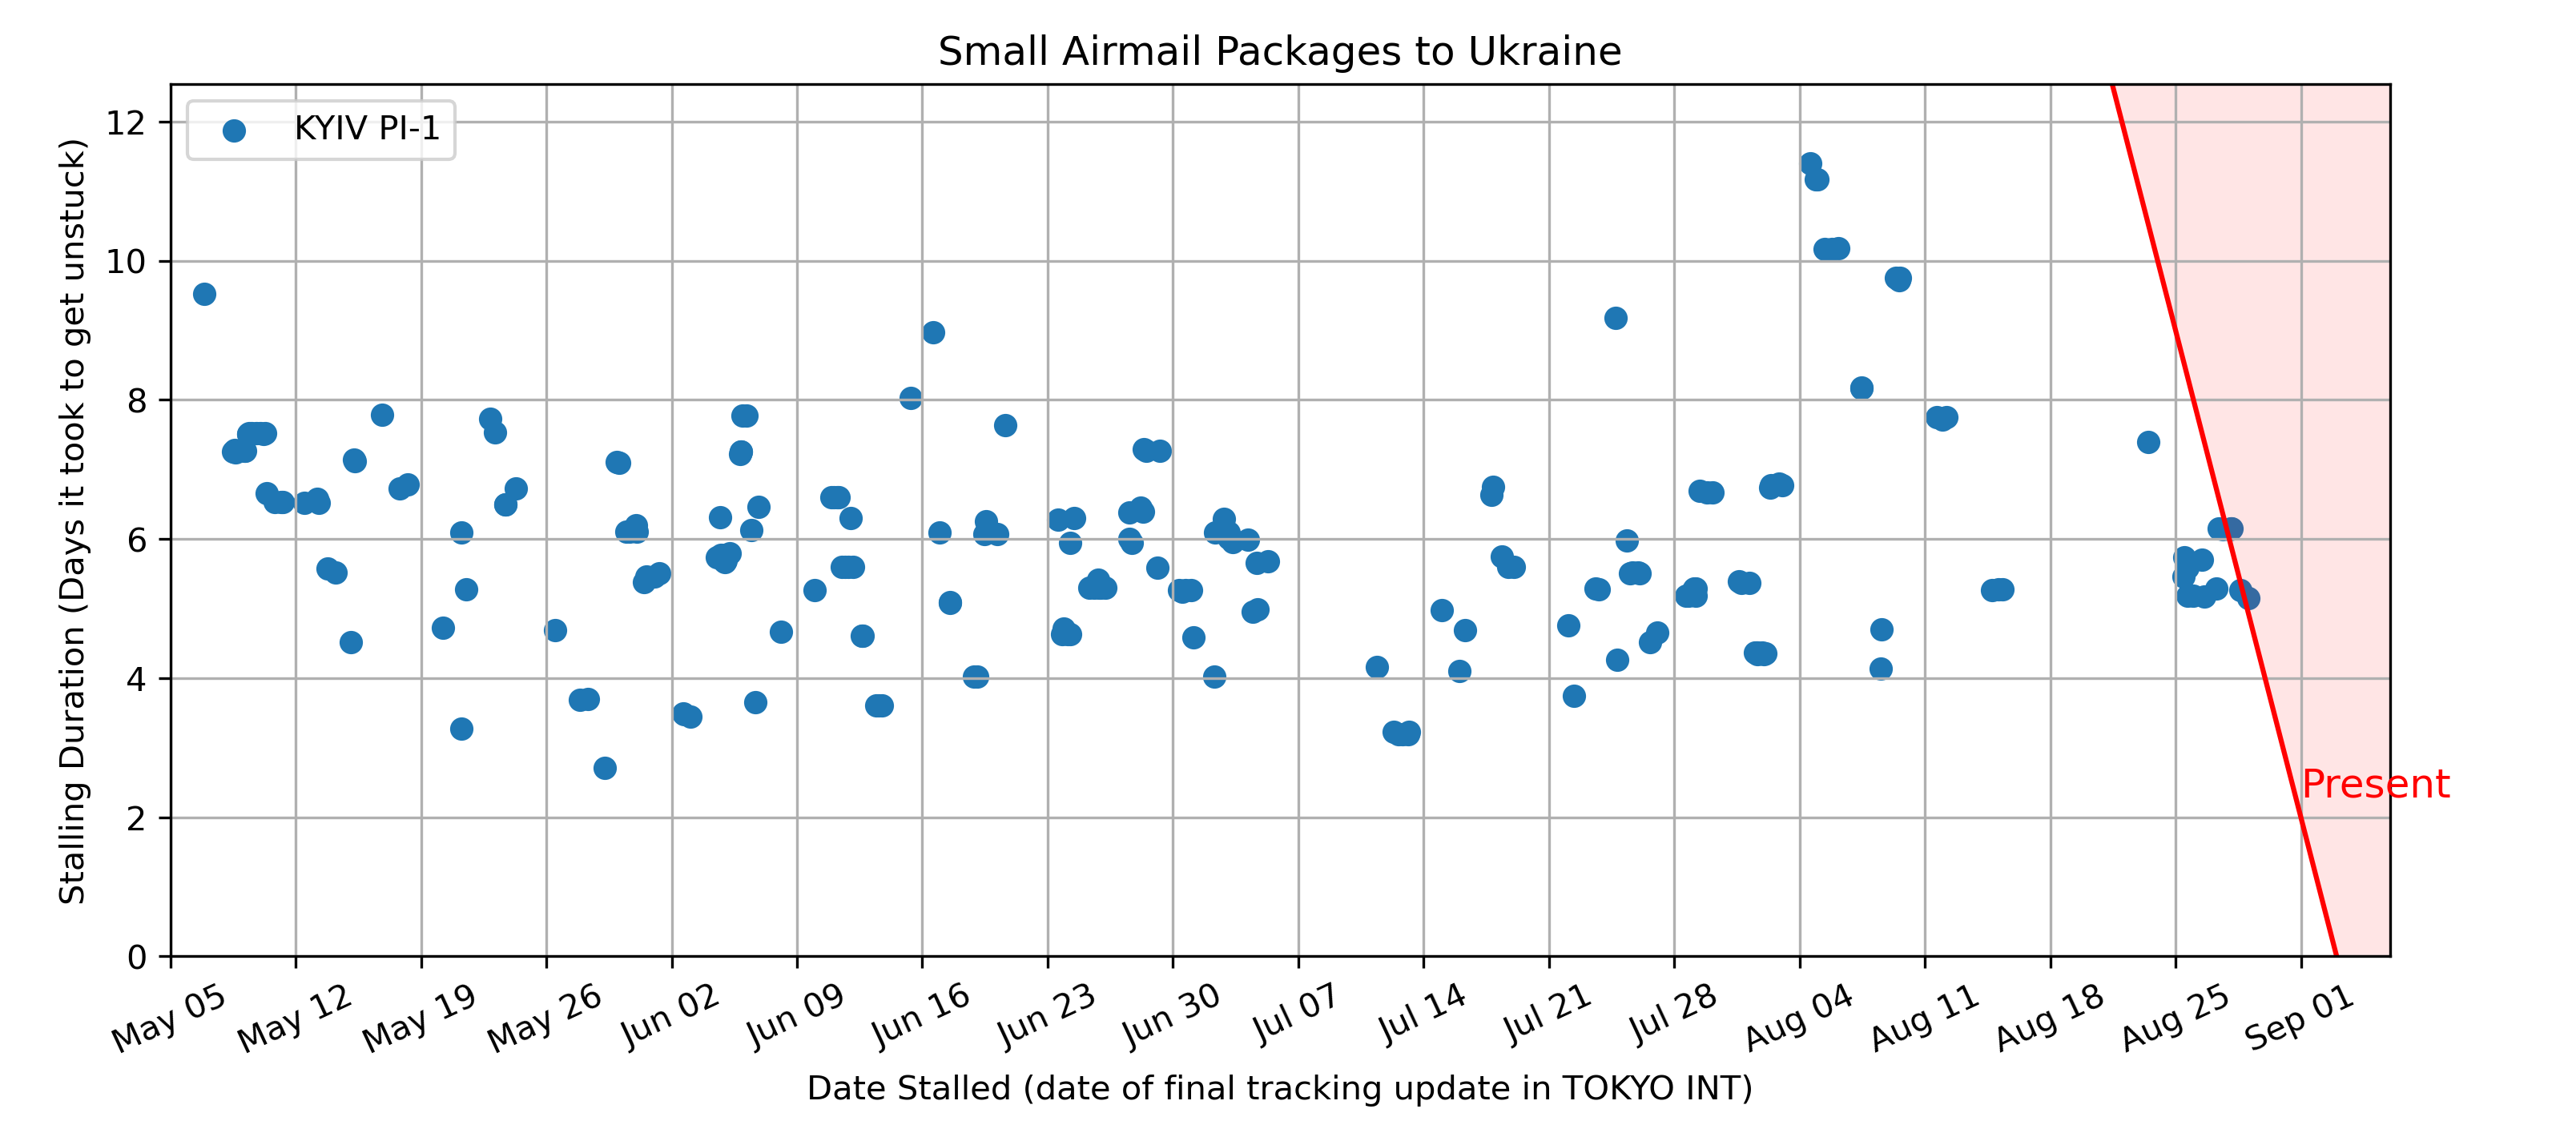 Small Airmail Packages to Ukraine
KYIV PI-1
Stalling Duration (Days it took to get unstuck)
12
10
8
6
4
2
0
Present
May 05
May 12
May 19
May 26
Jun 02
Jun 09
Jun 16
Jun 23
Jun 30
Jul 07
Jul 14
Jul 21
Jul 28
Aug 04
Aug 11
Aug 18
Aug 25
Sep 01
Date Stalled (date of final tracking update in TOKYO INT)